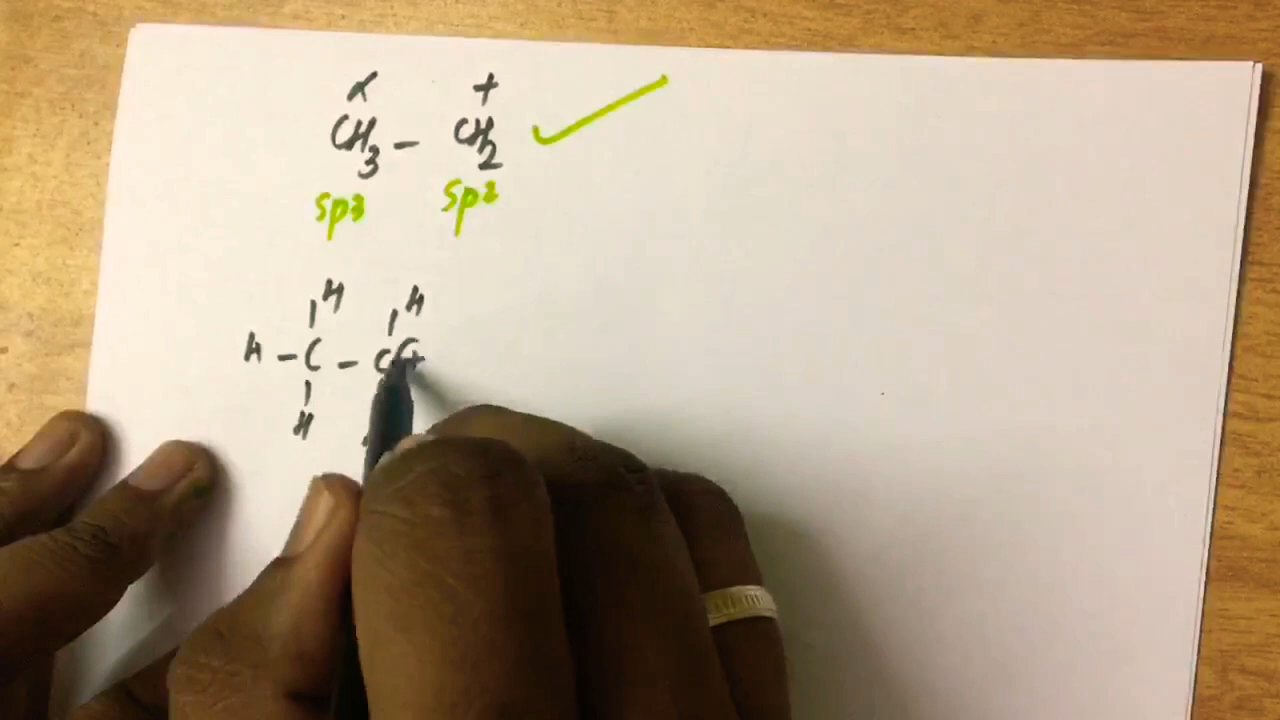 α +
CH3 - CH2
sp3 sp2
H H
H - C - C +
H